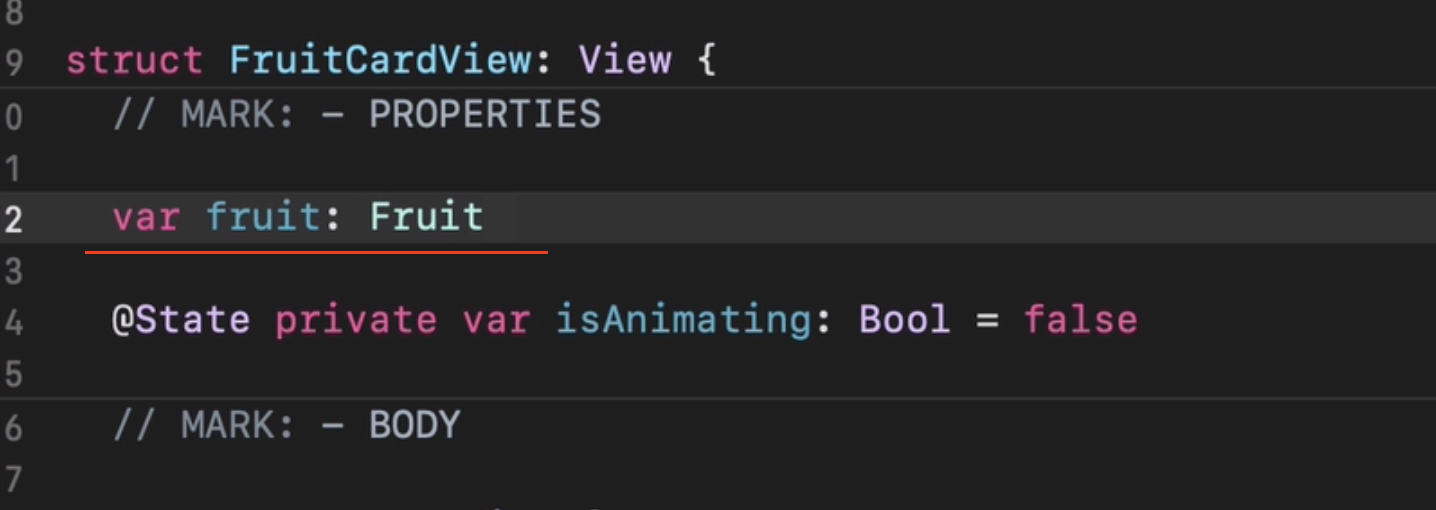 8
9 struct FruitCardView: View {
0 // MARK: - PROPERTIES
1
2 var fruit: Fruit
3
4 @State private var isAnimating: Bool = false
5
6 // MARK: - BODY
7